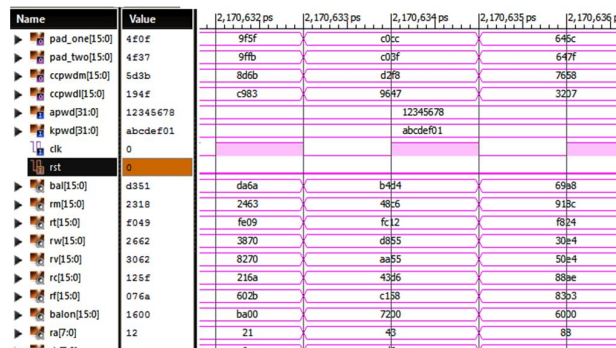 Name Value 2,170,632 ps 2,170,633 ps 2,170,634 ps 2,170,635 ps 2,170,636
pad_one[15:0] 4f0f 9f5f c0cc 645c
pad_two[15:0] 4f37 9ffb c03f 647f
ccpwdm[15:0] 5d3b 8d6b d2f8 7658
ccpwdl[15:0] 194f c983 9647 3207
apwd[31:0] 12345678 12345678
kpwd[31:0] abcdef01 abcdef01
clk 0
rst 0
bal[15:0] d351 da6a b4d4 69a8
rm[15:0] 2318 2463 48c6 918c
rt[15:0] f049 fe09 fc12 f824
rw[15:0] 2662 3870 d855 30e4
rv[15:0] 3062 8270 aa55 50e4
rc[15:0] 125f 216a 43d6 88ae
rf[15:0] 076a 602b c158 83b3
balon[15:0] 1600 ba00 7200 6000
ra[7:0] 12 21 43 88